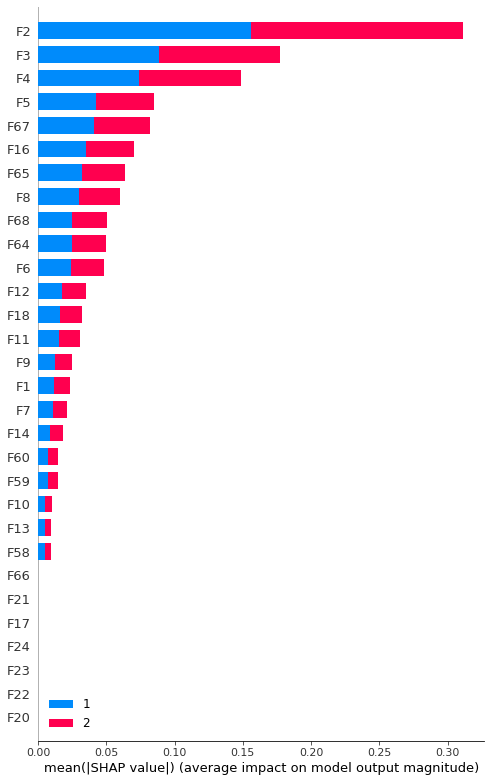 F2
F3
F4
F5
F67
F16
F65
F8
F68
F64
F6
F12
F18
F11
F9
F1
F7
F14
F60
F59
F10
F13
F58
F66
F21
F17
F24
F23
F22
F20
1
2
0.00 0.05 0.10 0.15 0.20 0.25 0.30
mean(|SHAP value|) (average impact on model output magnitude)